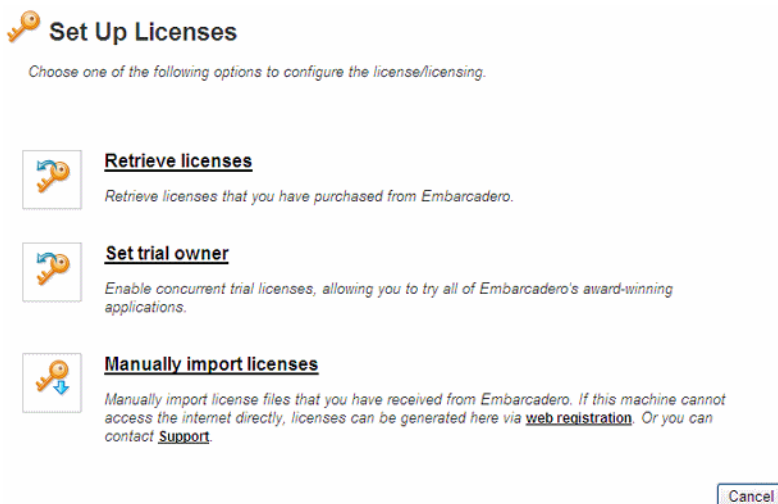 Set Up Licenses
Choose one of the following options to configure the license/licensing.
Retrieve licenses
Retrieve licenses that you have purchased from Embarcadero.
Set trial owner
Enable concurrent trial licenses, allowing you to try all of Embarcadero's award-winning
applications.
Manually import licenses
Manually import license files that you have received from Embarcadero. If this machine cannot
access the internet directly, licenses can be generated here via web registration. Or you can
contact Support.
Cancel